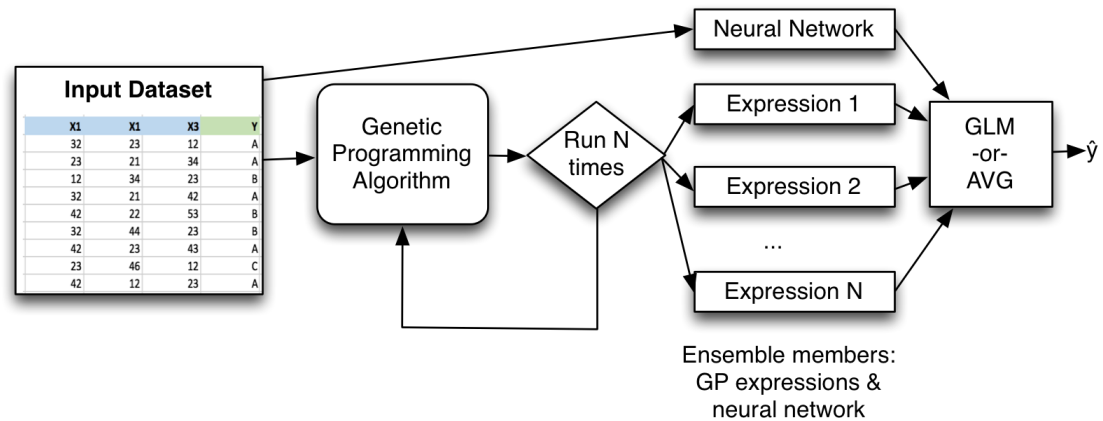 Neural Network
Input Dataset
X1 X1 X3 Y
32 23 12 A
23 21 34 A
12 34 23 B
32 21 42 A
42 22 53 B
32 44 23 B
42 23 43 A
23 46 12 C
42 12 23 A
Genetic
Programming
Algorithm
Run N
times
Expression 1
Expression 2
...
Expression N
GLM
-or-
AVG
ŷ
Ensemble members:
GP expressions &
neural network